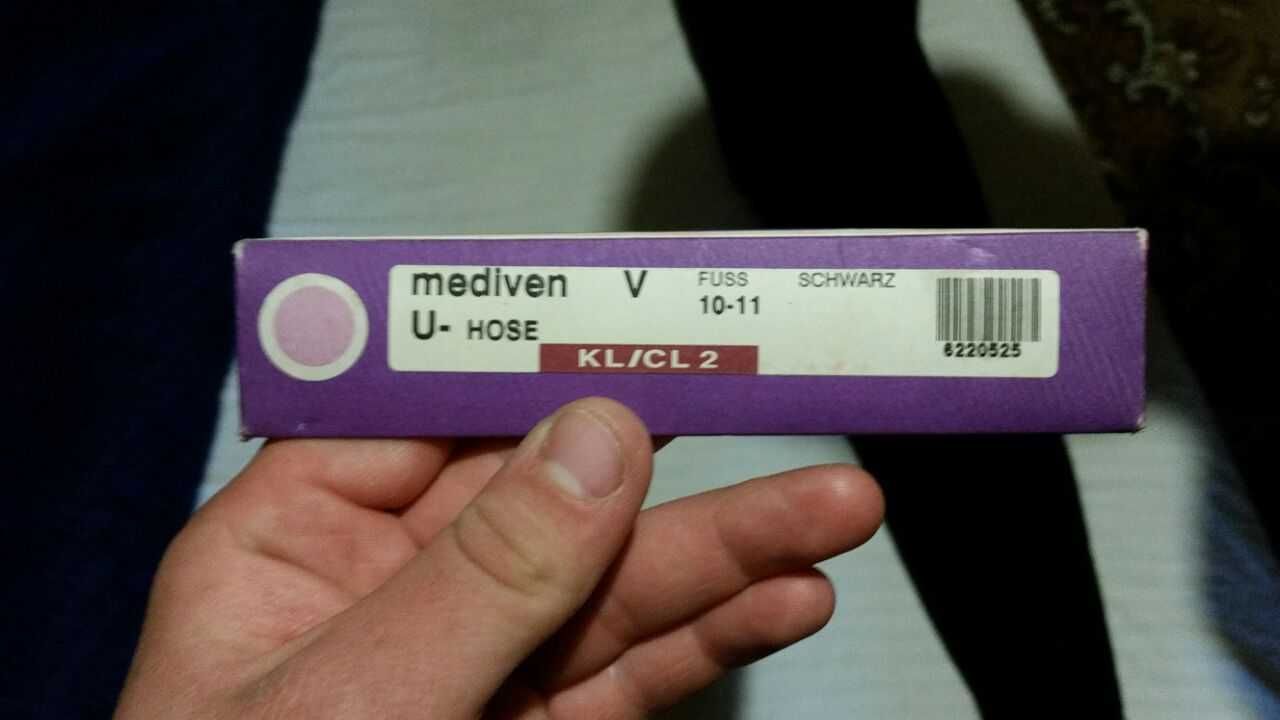 mediven V FUSS SCHWARZ
10-11
U- HOSE
KL/CL 2
6220525